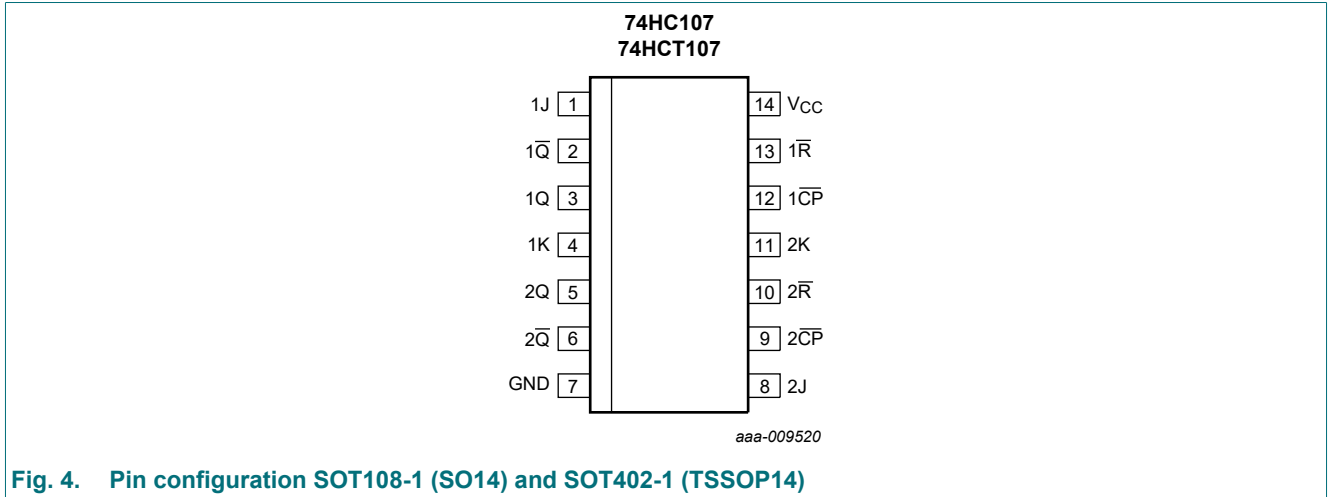 74HC107
74HCT107
1J 1 14 VCC
1Q̅ 2 13 1R̅
1Q 3 12 1C̅P̅
1K 4 11 2K
2Q 5 10 2R̅
2Q̅ 6 9 2C̅P̅
GND 7 8 2J
aaa-009520
Fig. 4. Pin configuration SOT108-1 (SO14) and SOT402-1 (TSSOP14)